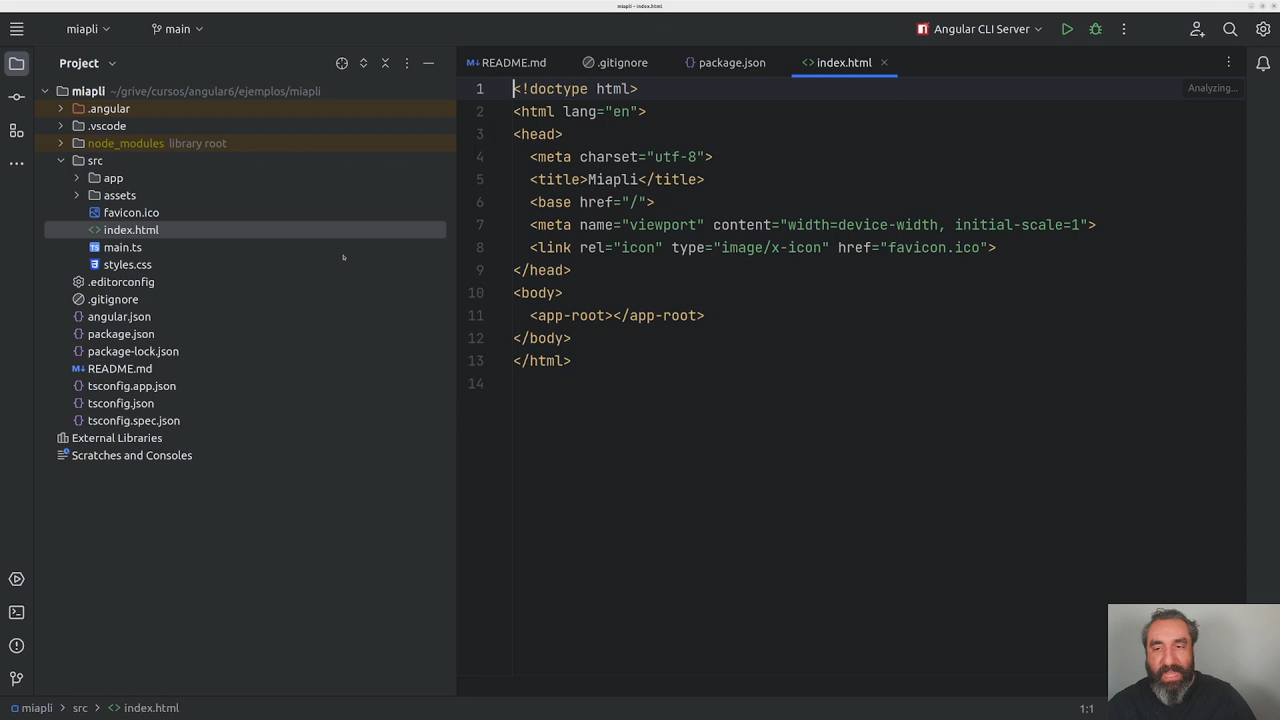 miapli – index.html
miapli
main
Angular CLI Server
Project
README.md
.gitignore
package.json
index.html
miapli ~/grive/cursos/angular6/ejemplos/miapli
.angular
.vscode
node_modules library root
src
app
assets
favicon.ico
index.html
main.ts
styles.css
.editorconfig
.gitignore
angular.json
package.json
package-lock.json
README.md
tsconfig.app.json
tsconfig.json
tsconfig.spec.json
External Libraries
Scratches and Consoles
1 <!doctype html>
Analyzing...
2 <html lang="en">
3 <head>
4 <meta charset="utf-8">
5 <title>Miapli</title>
6 <base href="/">
7 <meta name="viewport" content="width=device-width, initial-scale=1">
8 <link rel="icon" type="image/x-icon" href="favicon.ico">
9 </head>
10 <body>
11 <app-root></app-root>
12 </body>
13 </html>
14
miapli > src > index.html
1:1